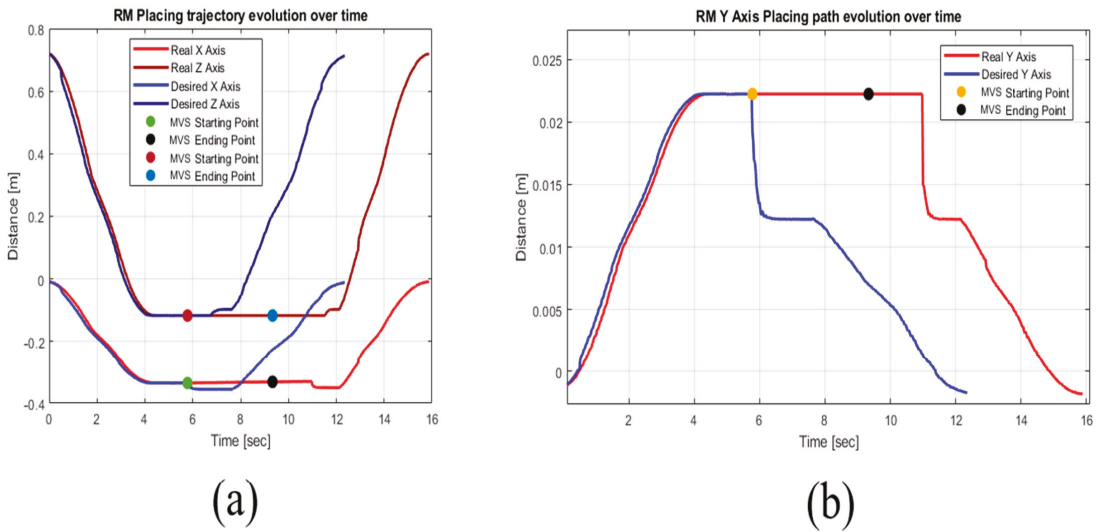 RM Placing trajectory evolution over time
Real X Axis
Real Z Axis
Desired X Axis
Desired Z Axis
MVS Starting Point
MVS Ending Point
MVS Starting Point
MVS Ending Point
Distance [m]
0.8
0.6
0.4
0.2
0
-0.2
-0.4
0 2 4 6 8 10 12 14 16
Time [sec]
(a)
RM Y Axis Placing path evolution over time
Real Y Axis
Desired Y Axis
MVS Starting Point
MVS Ending Point
Distance [m]
0.025
0.02
0.015
0.01
0.005
0
2 4 6 8 10 12 14 16
Time [sec]
(b)